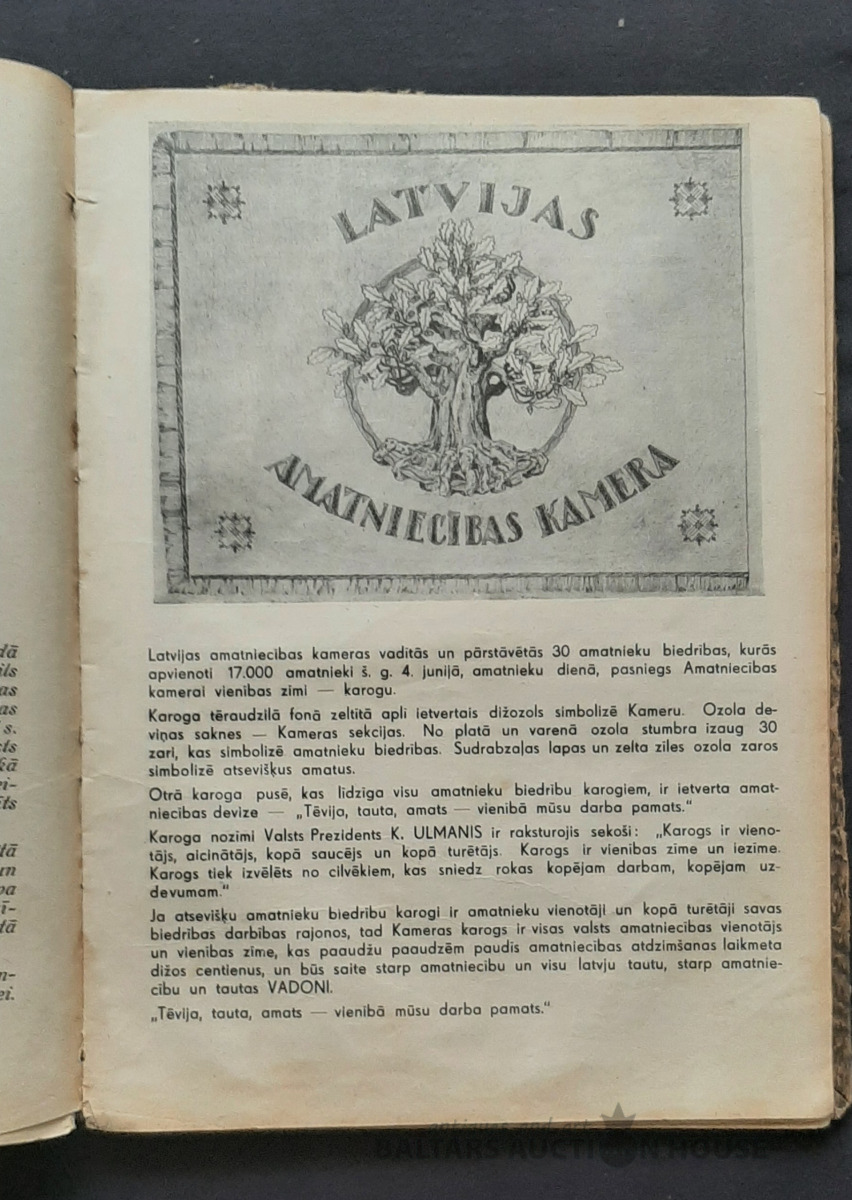 LATVIJAS
AMATNIECĪBAS KAMERA
Latvijas amatniecības kameras vadītās un pārstāvētās 30 amatnieku biedrības, kurās
apvienoti 17.000 amatnieki š. g. 4. jūnijā, amatnieku dienā, pasniegs Amatniecības
kamerai vienības zīmi — karogu.
Karoga tēraudzilā fonā zeltītā aplī ietvertais dižozols simbolizē Kameru. Ozola de-
viņas saknes — Kameras sekcijas. No platā un varenā ozola stumbra izaug 30
zari, kas simbolizē amatnieku biedrības. Sudrabzaļas lapas un zelta zīles ozola zaros
simbolizē atsevišķus amatus.
Otrā karoga pusē, kas līdzīga visu amatnieku biedrību karogiem, ir ietverta amat-
niecības devīze — „Tēvija, tauta, amats — vienībā mūsu darba pamats.“
Karoga nozīmi Valsts Prezidents K. ULMANIS ir raksturojis sekoši: „Karogs ir vieno-
tājs, aicinātājs, kopā saucējs un kopā turētājs. Karogs ir vienības zīme un iezīme.
Karogs tiek izvēlēts no cilvēkiem, kas sniedz rokas kopējam darbam, kopējam uz-
devumam.“
Ja atsevišķu amatnieku biedrību karogi ir amatnieku vienotāji un kopā turētāji savas
biedrības darbības rajonos, tad Kameras karogs ir visas valsts amatniecības vienotājs
un vienības zīme, kas paaudžu paaudzēm paudīs amatniecības atdzimšanas laikmeta
dižos centienus, un būs saite starp amatniecību un visu latvju tautu, starp amatnie-
cību un tautas VADONI.
„Tēvija, tauta, amats — vienībā mūsu darba pamats.“
BALTARS AUCTION HOUSE